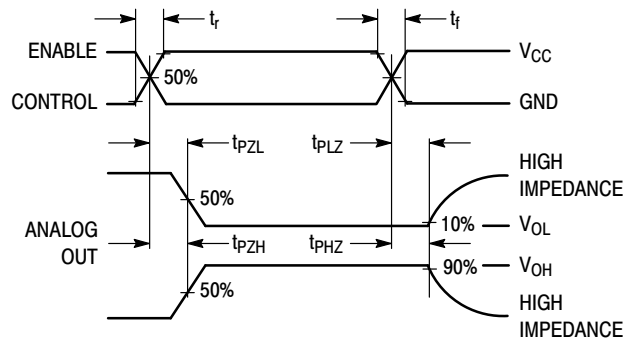 tr tf
ENABLE VCC
50%
CONTROL GND
tPZL tPLZ
HIGH
IMPEDANCE
50%
10% VOL
ANALOG
OUT
tPZH tPHZ
90% VOH
50%
HIGH
IMPEDANCE